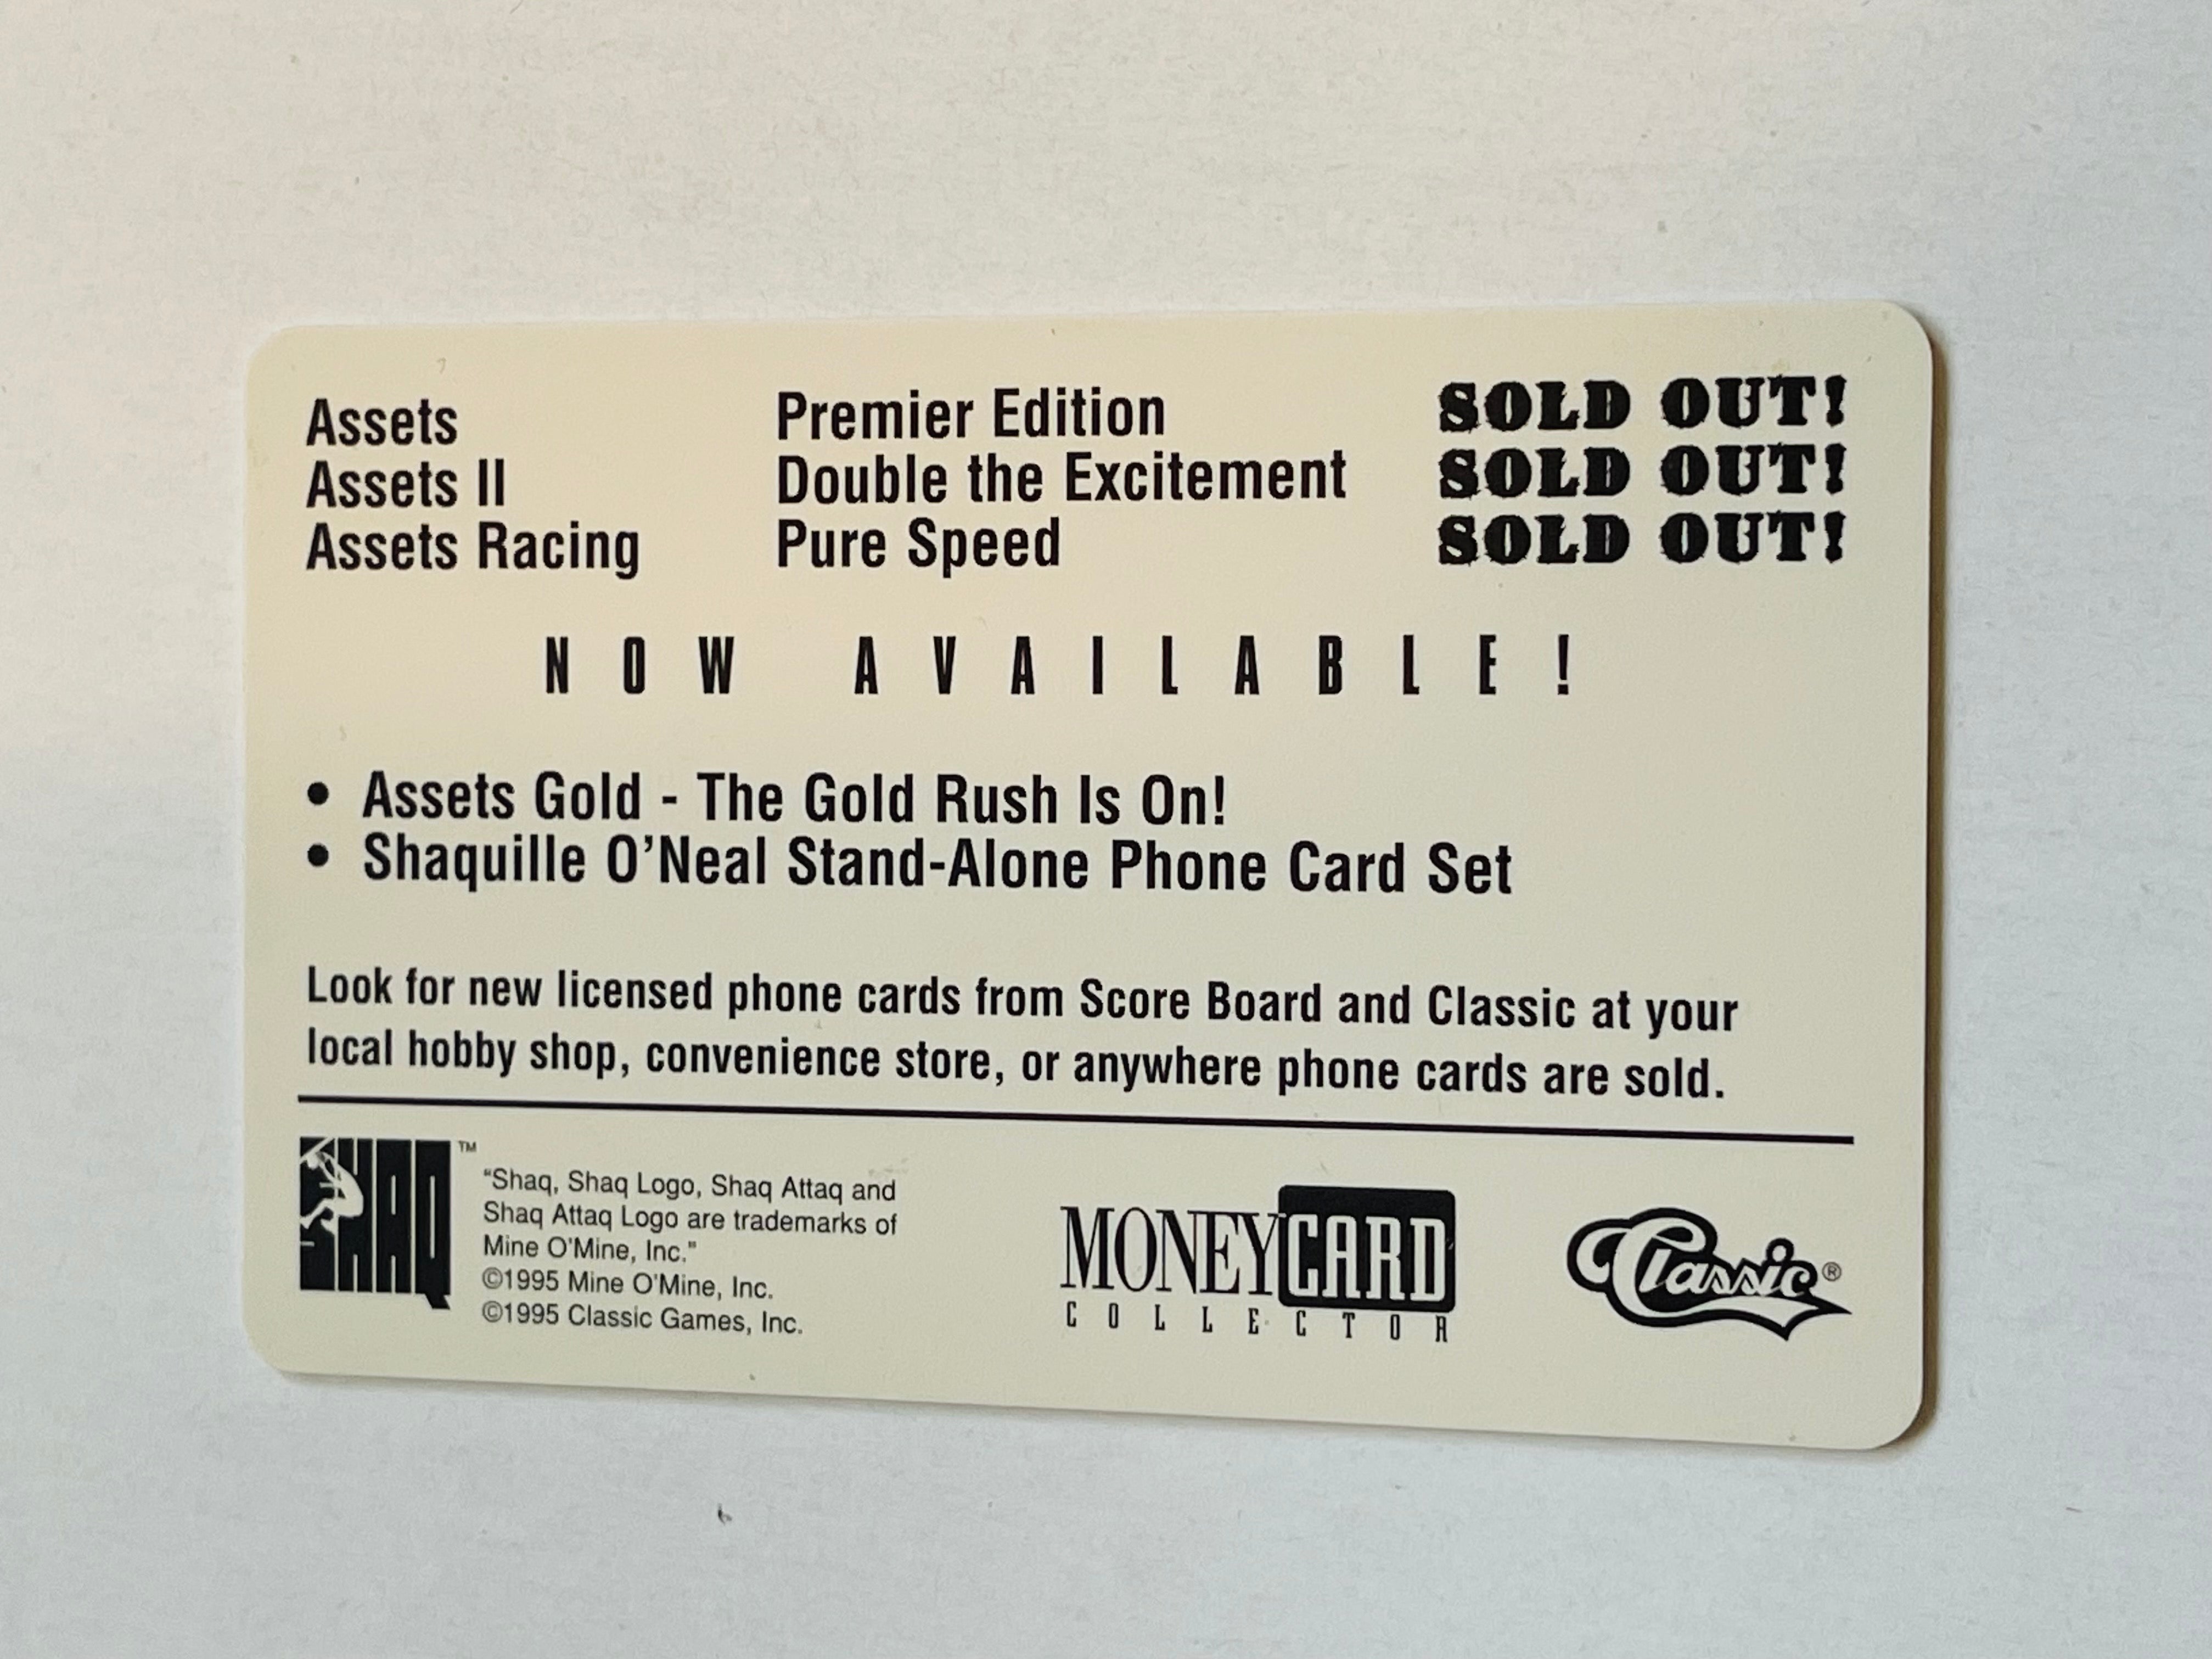 Assets Premier Edition SOLD OUT!
Assets II Double the Excitement SOLD OUT!
Assets Racing Pure Speed SOLD OUT!
NOW AVAILABLE!
• Assets Gold - The Gold Rush Is On!
• Shaquille O'Neal Stand-Alone Phone Card Set
Look for new licensed phone cards from Score Board and Classic at your
local hobby shop, convenience store, or anywhere phone cards are sold.
SHAQ ™
"Shaq, Shaq Logo, Shaq Attaq and
Shaq Attaq Logo are trademarks of
Mine O'Mine, Inc."
©1995 Mine O'Mine, Inc.
©1995 Classic Games, Inc.
MONEYCARD
COLLECTOR
Classic®